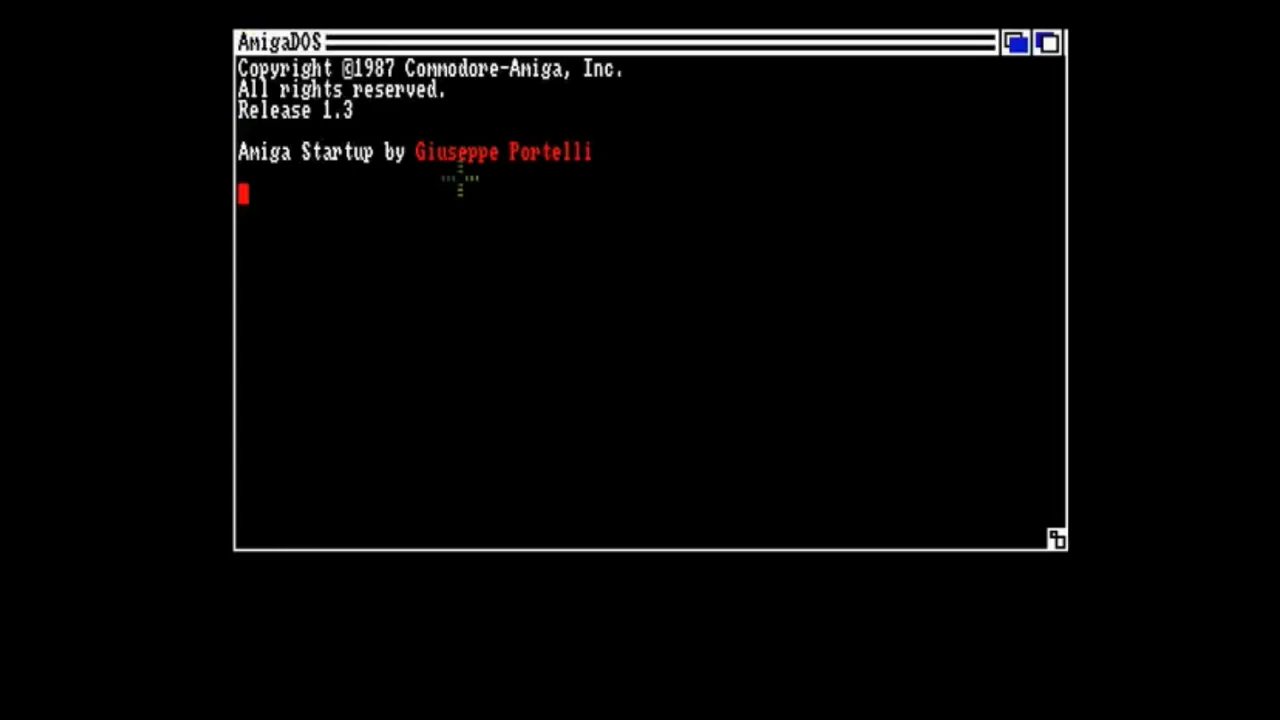 AmigaDOS
Copyright ©1987 Commodore-Amiga, Inc.
All rights reserved.
Release 1.3
Amiga Startup by Giuseppe Portelli